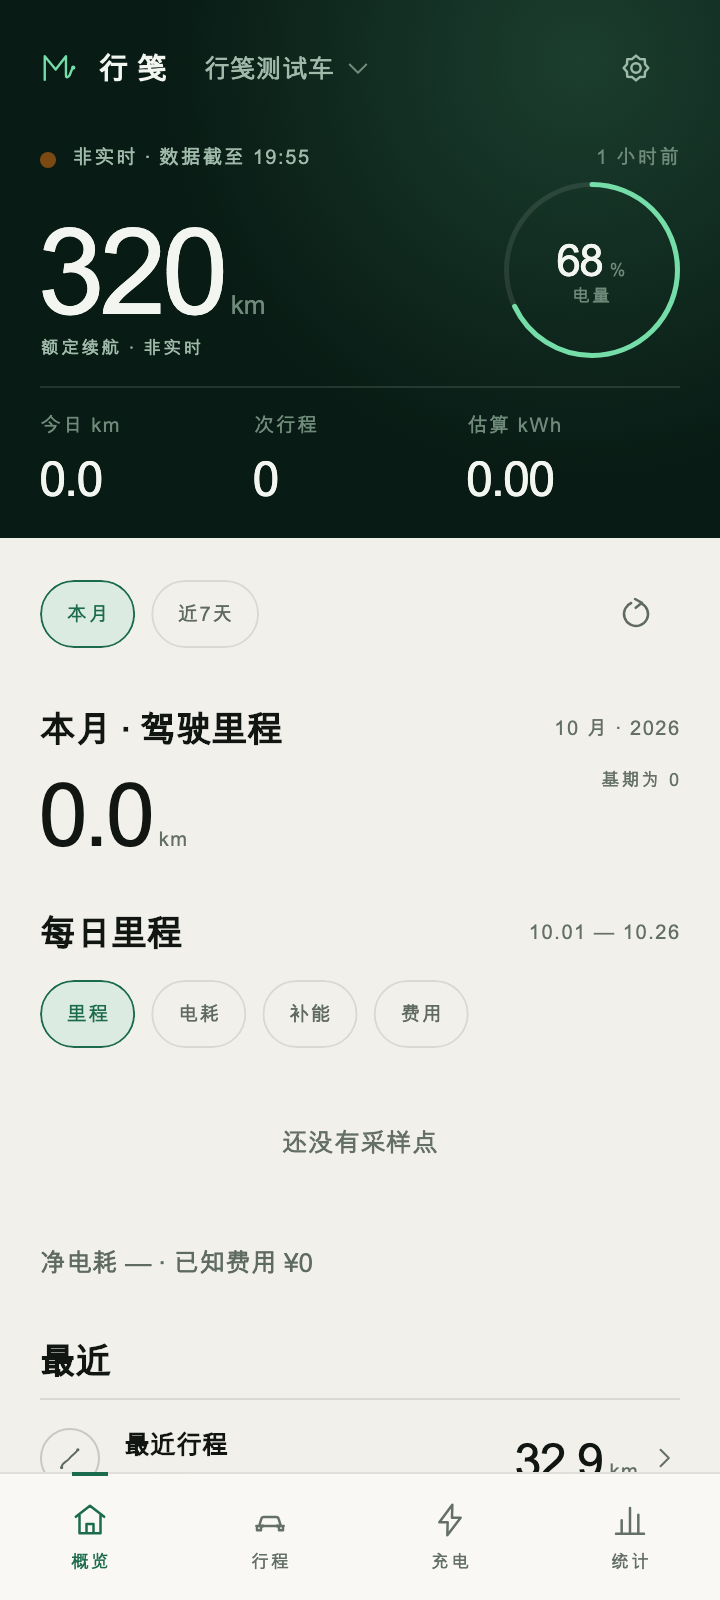 行笺 行笺测试车
非实时 · 数据截至 19:55
1 小时前
320 km
68 %
电量
额定续航 · 非实时
今日 km
次行程
估算 kWh
0.0
0
0.00
本月
近7天
本月 · 驾驶里程
10 月 · 2026
基期为 0
0.0 km
每日里程
10.01 — 10.26
里程
电耗
补能
费用
还没有采样点
净电耗 — · 已知费用 ¥0
最近
最近行程
32.9 km
概览
行程
充电
统计